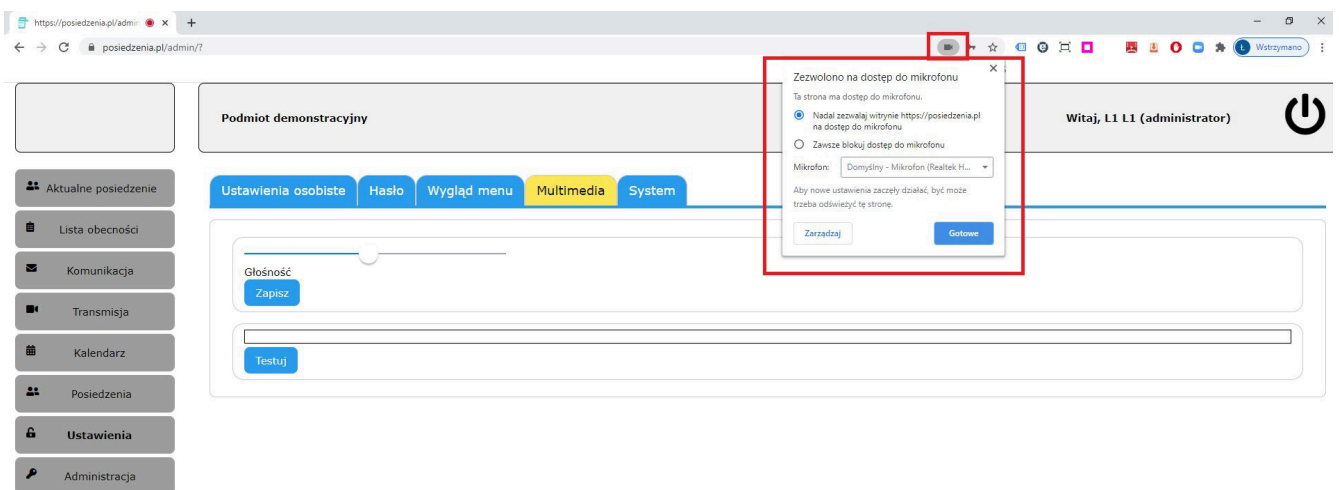 https://posiedzenia.pl/admi
posiedzenia.pl/admin/?
Wstrzymano
Zezwolono na dostęp do mikrofonu
Ta strona ma dostęp do mikrofonu.
Nadal zezwalaj witrynie https://posiedzenia.pl
na dostęp do mikrofonu
Zawsze blokuj dostęp do mikrofonu
Mikrofon:
Domyślny - Mikrofon (Realtek H...
Aby nowe ustawienia zaczęły działać, być może
trzeba odświeżyć tę stronę.
Zarządzaj
Gotowe
Podmiot demonstracyjny
Witaj, L1 L1 (administrator)
Aktualne posiedzenie
Lista obecności
Komunikacja
Transmisja
Kalendarz
Posiedzenia
Ustawienia
Administracja
Ustawienia osobiste
Hasło
Wygląd menu
Multimedia
System
Głośność
Zapisz
Testuj